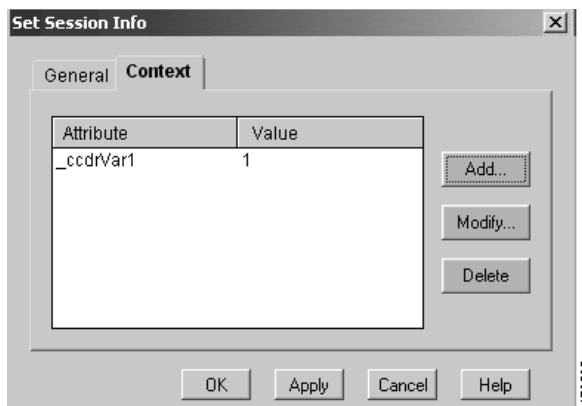 Set Session Info
General Context
Attribute Value
_ccdrVar1 1
Add...
Modify...
Delete
OK Apply Cancel Help